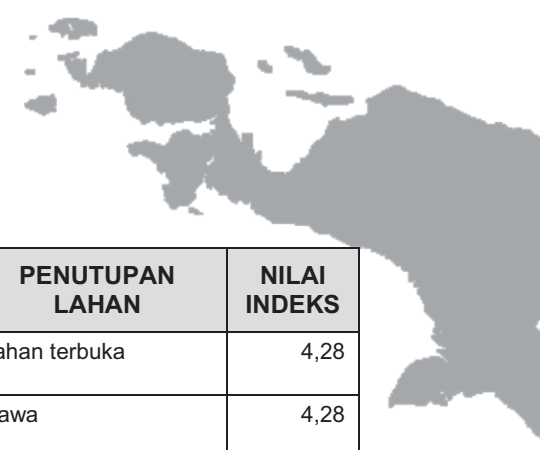 PENUTUPAN LAHAN
NILAI INDEKS
ahan terbuka 4,28
awa 4,28